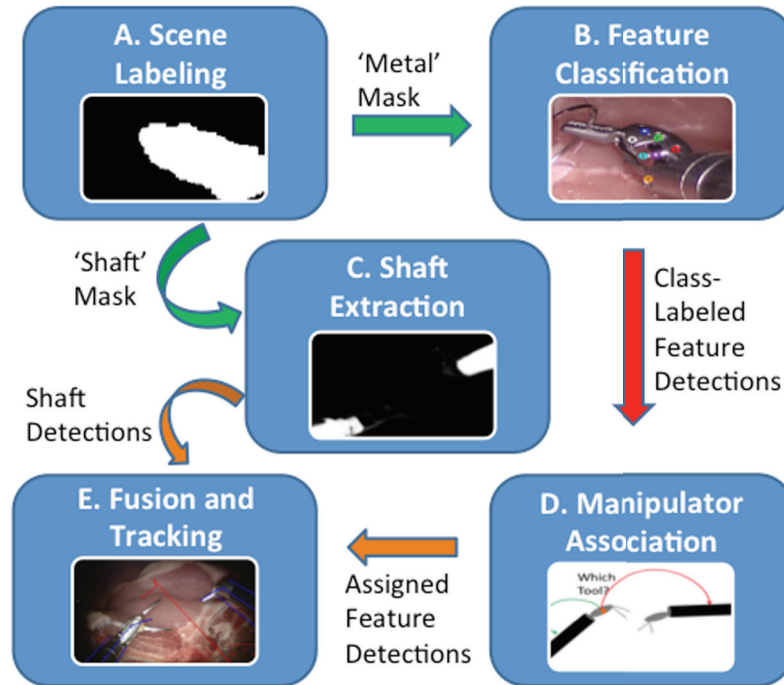 A. Scene
Labeling
'Metal'
Mask
B. Feature
Classification
'Shaft'
Mask
C. Shaft
Extraction
Class-
Labeled
Feature
Detections
Shaft
Detections
E. Fusion and
Tracking
Assigned
Feature
Detections
D. Manipulator
Association
Which
Tool?